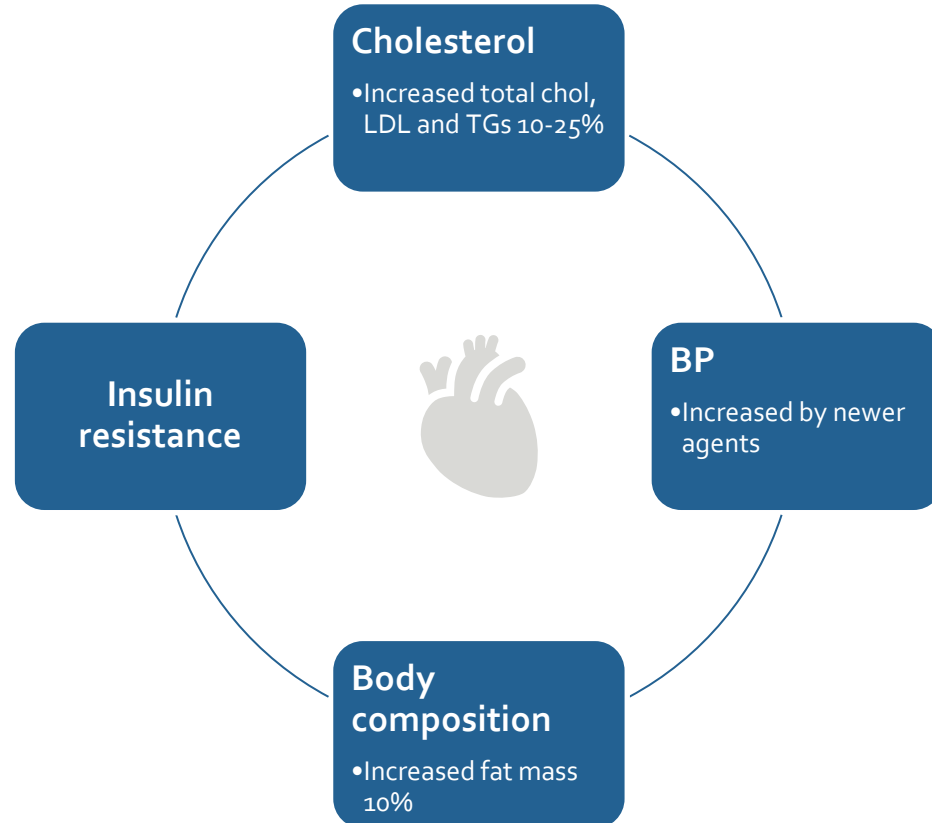 Cholesterol
•Increased total chol,
LDL and TGs 10-25%
Insulin
resistance
BP
•Increased by newer
agents
Body
composition
•Increased fat mass
10%